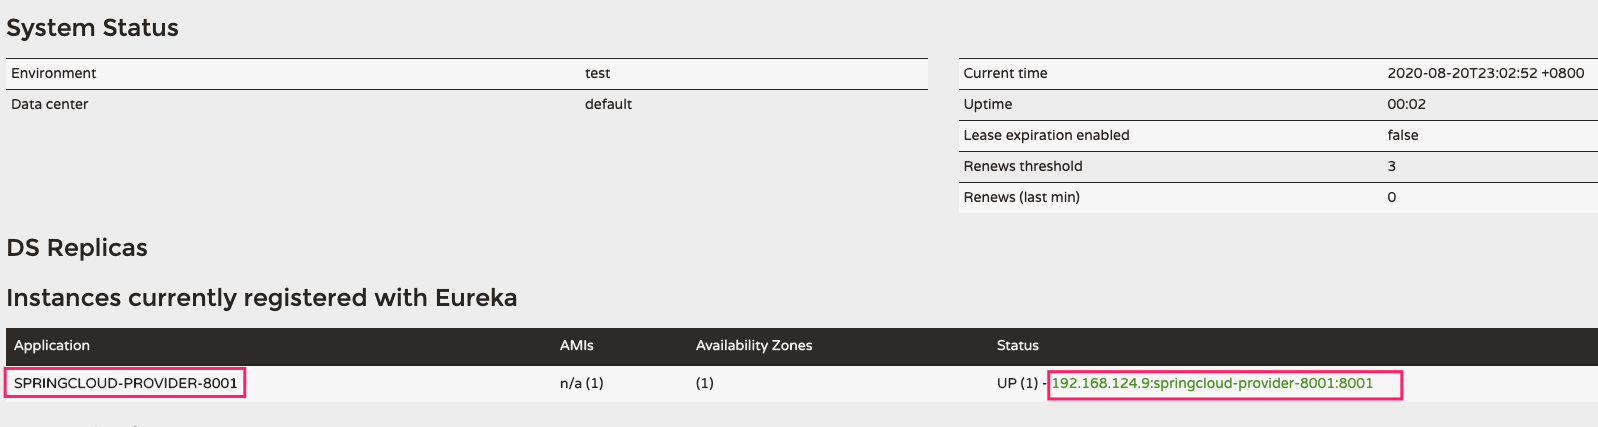 System Status
Environment test
Data center default
Current time 2020-08-20T23:02:52 +0800
Uptime 00:02
Lease expiration enabled false
Renews threshold 3
Renews (last min) 0
DS Replicas
Instances currently registered with Eureka
Application AMIs Availability Zones Status
SPRINGCLOUD-PROVIDER-8001 n/a (1) (1) UP (1) - 192.168.124.9:springcloud-provider-8001:8001